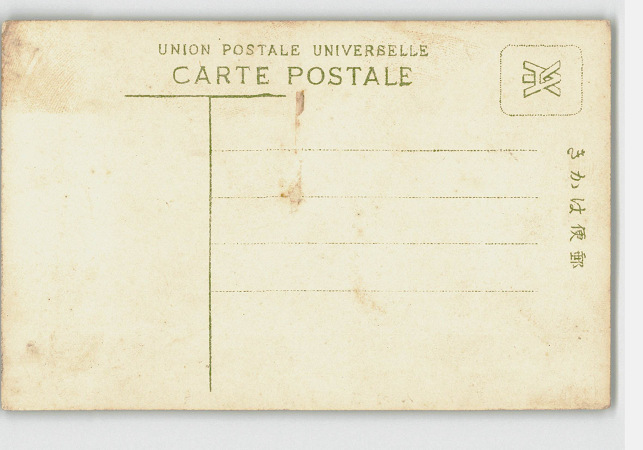 UNION POSTALE UNIVERSELLE
CARTE POSTALE
郵便はかき